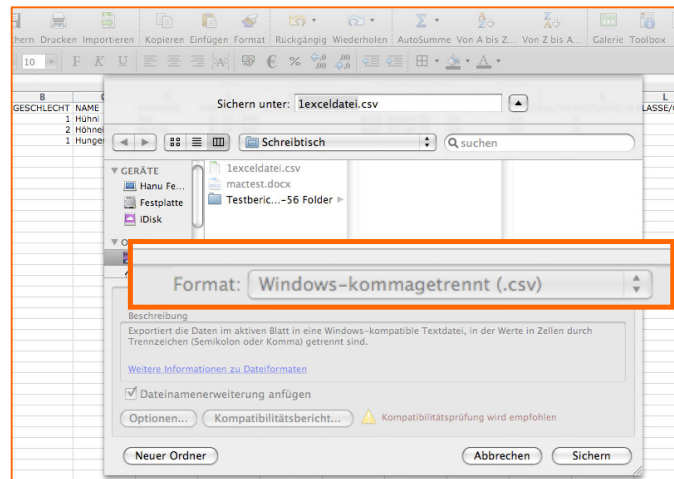 Drucken Importieren Kopieren Einfügen Format Rückgängig Wiederholen AutoSumme Von A bis Z... Von Z bis A... Galerie Toolbox
10 F K U € %
B L
GESCHLECHT NAME
1 Hühni
2
1
Sichern unter: 1exceldatei.csv
Schreibtisch suchen
GERÄTE
Hanu Fe...
Festplatte
iDisk
1exceldatei.csv
mactest.docx
Testberic...-56 Folder
Format: Windows-kommagetrennt (.csv)
Beschreibung
Exportiert die Daten im aktiven Blatt in eine Windows-kompatible Textdatei, in der Werte in Zellen durch
Trennzeichen (Semikolon oder Komma) getrennt sind.
Weitere Informationen zu Dateiformaten
Dateinamenerweiterung anfügen
Optionen... Kompatibilitätsbericht... Kompatibilitätsprüfung wird empfohlen
Neuer Ordner Abbrechen Sichern